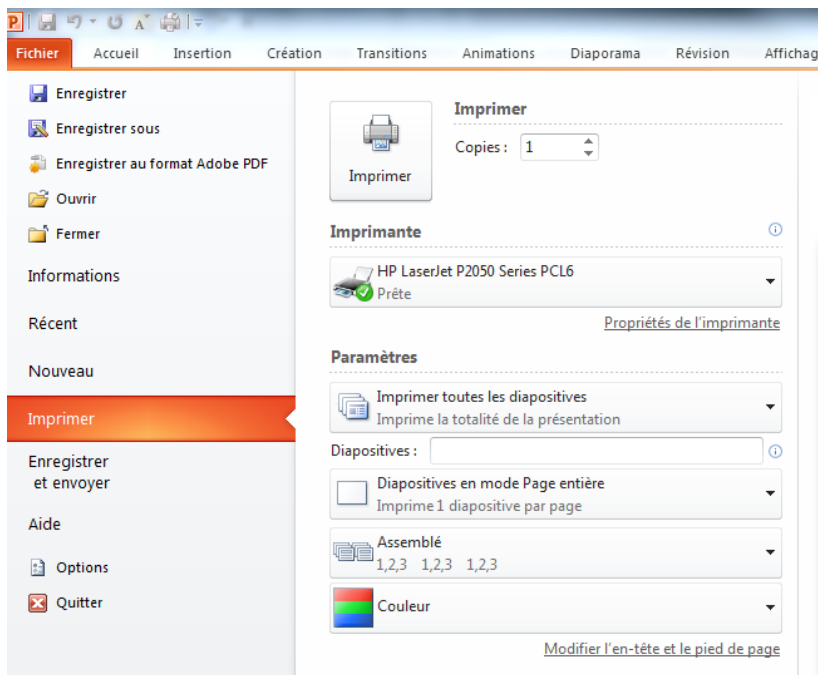 Fichier Accueil Insertion Création Transitions Animations Diaporama Révision Affichag
Enregistrer
Enregistrer sous
Enregistrer au format Adobe PDF
Ouvrir
Fermer
Informations
Récent
Nouveau
Imprimer
Enregistrer
et envoyer
Aide
Options
Quitter
Imprimer
Imprimer
Copies : 1
Imprimante
HP LaserJet P2050 Series PCL6
Prête
Propriétés de l'imprimante
Paramètres
Imprimer toutes les diapositives
Imprime la totalité de la présentation
Diapositives :
Diapositives en mode Page entière
Imprime 1 diapositive par page
Assemblé
1,2,3 1,2,3 1,2,3
Couleur
Modifier l'en-tête et le pied de page